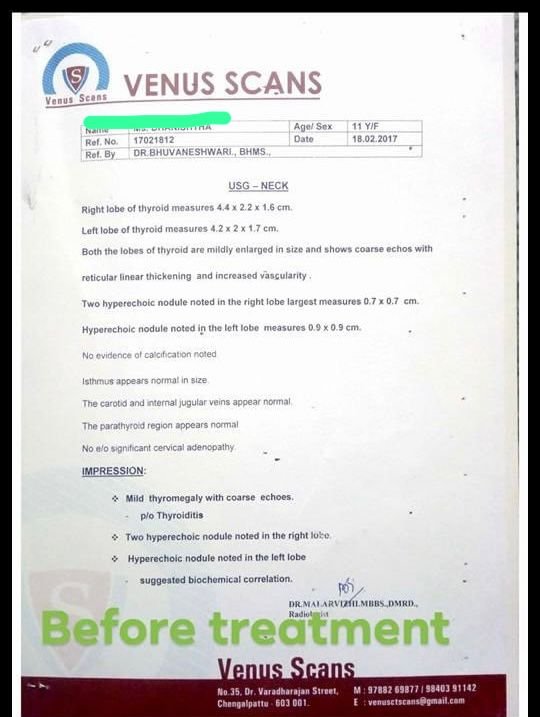 Venus Scans
VENUS SCANS
Name
Age/ Sex 11 Y/F
Ref. No. 17021812 Date 18.02.2017
Ref. By DR.BHUVANESHWARI., BHMS.,
USG – NECK
Right lobe of thyroid measures 4.4 x 2.2 x 1.6 cm.
Left lobe of thyroid measures 4.2 x 2 x 1.7 cm.
Both the lobes of thyroid are mildly enlarged in size and shows coarse echos with
reticular linear thickening and increased vascularity .
Two hyperechoic nodule noted in the right lobe largest measures 0.7 x 0.7 cm.
Hyperechoic nodule noted in the left lobe measures 0.9 x 0.9 cm.
No evidence of calcification noted
Isthmus appears normal in size.
The carotid and internal jugular veins appear normal.
The parathyroid region appears normal
No e/o significant cervical adenopathy.
IMPRESSION:
❖ Mild thyromegaly with coarse echoes.
- p/o Thyroiditis
❖ Two hyperechoic nodule noted in the right lobe.
❖ Hyperechoic nodule noted in the left lobe
- suggested biochemical correlation.
DR.MALARVIZHI.MBBS.,DMRD.,
Radiologist
Before treatment
Venus Scans
No.35, Dr. Varadharajan Street, M : 97882 69877 / 98403 91142
Chengalpattu - 603 001. E : venusctscans@gmail.com